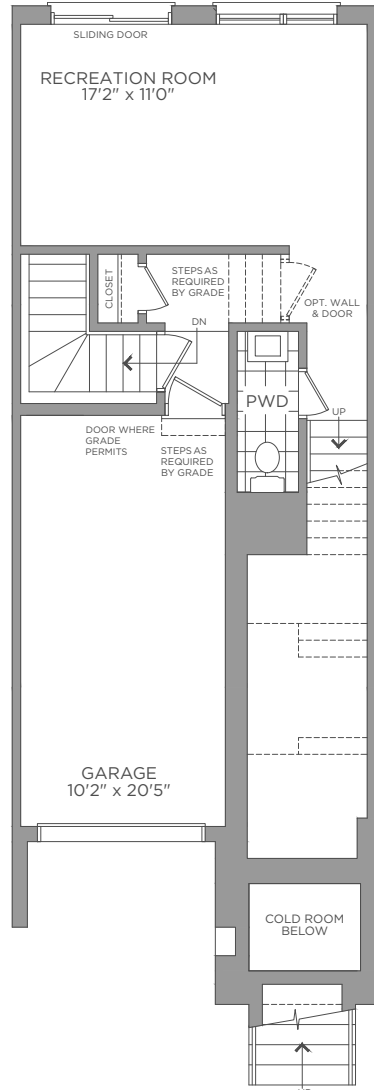 SLIDING DOOR
RECREATION ROOM
17'2" x 11'0"
CLOSET
STEPS AS
REQUIRED
BY GRADE
OPT. WALL
& DOOR
DN
PWD
UP
DOOR WHERE
GRADE
PERMITS
STEPS AS
REQUIRED
BY GRADE
GARAGE
10'2" x 20'5"
COLD ROOM
BELOW